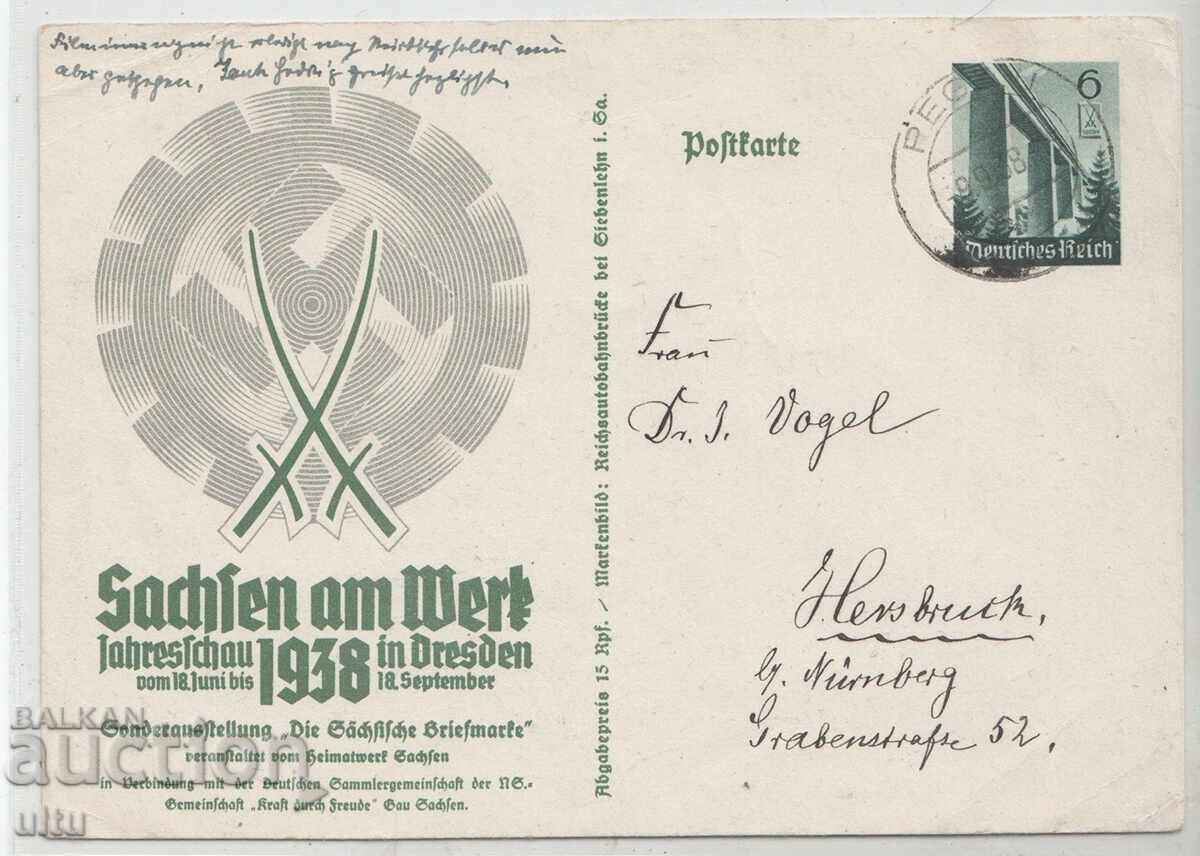 aber
Sachsen am Werk
Jahresschau 1938 in Dresden
vom 18. Juni bis 18. September
Sonderausstellung „Die Sächsische Briefmarke“
veranstaltet vom Heimatwerk Sachsen
in Verbindung mit der Deutschen Sammlergemeinschaft der NS.-
Gemeinschaft „Kraft durch Freude“ Gau Sachsen.
Abgabepreis 15 Rpf. / Markenbild: Reichsautobahnbrücke bei Siebenlehn i. Sa.
Postkarte
6
Deutsches Reich
Frau
Dr. J. Vogel
Hersbruck.
b/. Nürnberg
Grabenstraße 52.
BALKAN
auction
ultu